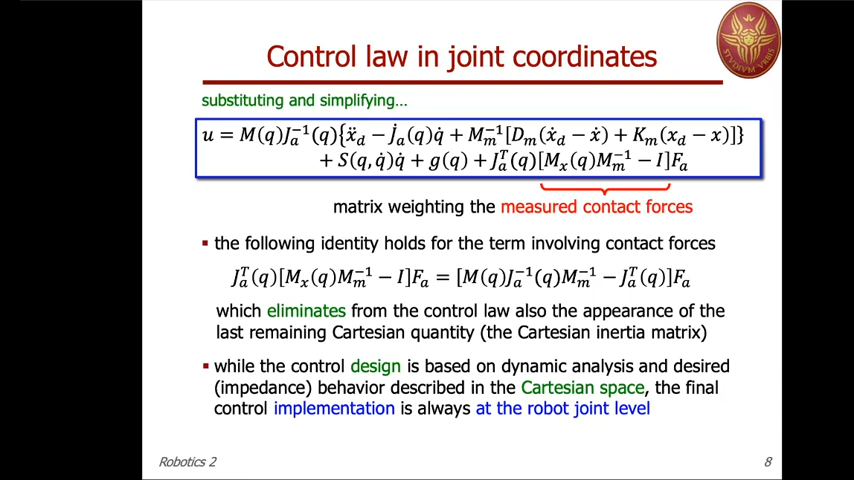 Control law in joint coordinates
STVDIVM VRBIS
substituting and simplifying…
u = M(q)J_a^{-1}(q){ẍ_d − J̇_a(q)q̇ + M_m^{-1}[D_m(ẋ_d − ẋ) + K_m(x_d − x)]}
+ S(q, q̇)q̇ + g(q) + J_a^T(q)[M_x(q)M_m^{-1} − I]F_a
matrix weighting the measured contact forces
▪ the following identity holds for the term involving contact forces
J_a^T(q)[M_x(q)M_m^{-1} − I]F_a = [M(q)J_a^{-1}(q)M_m^{-1} − J_a^T(q)]F_a
which eliminates from the control law also the appearance of the
last remaining Cartesian quantity (the Cartesian inertia matrix)
▪ while the control design is based on dynamic analysis and desired
(impedance) behavior described in the Cartesian space, the final
control implementation is always at the robot joint level
Robotics 2
8